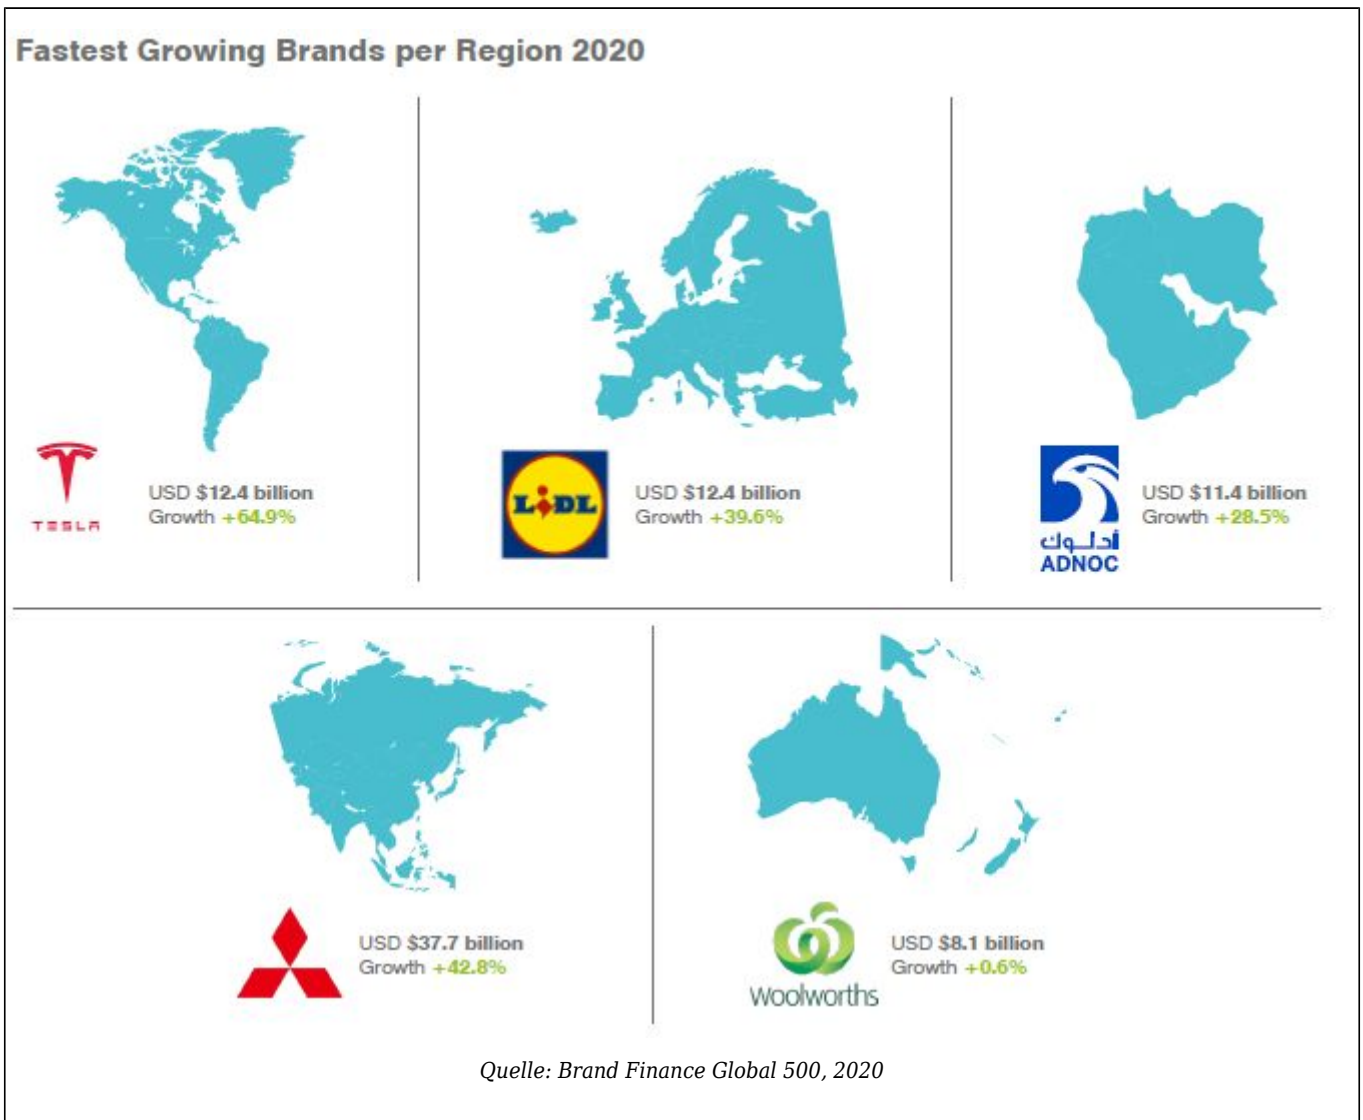 Fastest Growing Brands per Region 2020
TESLA
USD $12.4 billion
Growth +64.9%
LiDL
USD $12.4 billion
Growth +39.6%
أدنوك
ADNOC
USD $11.4 billion
Growth +28.5%
USD $37.7 billion
Growth +42.8%
Woolworths
USD $8.1 billion
Growth +0.6%
Quelle: Brand Finance Global 500, 2020